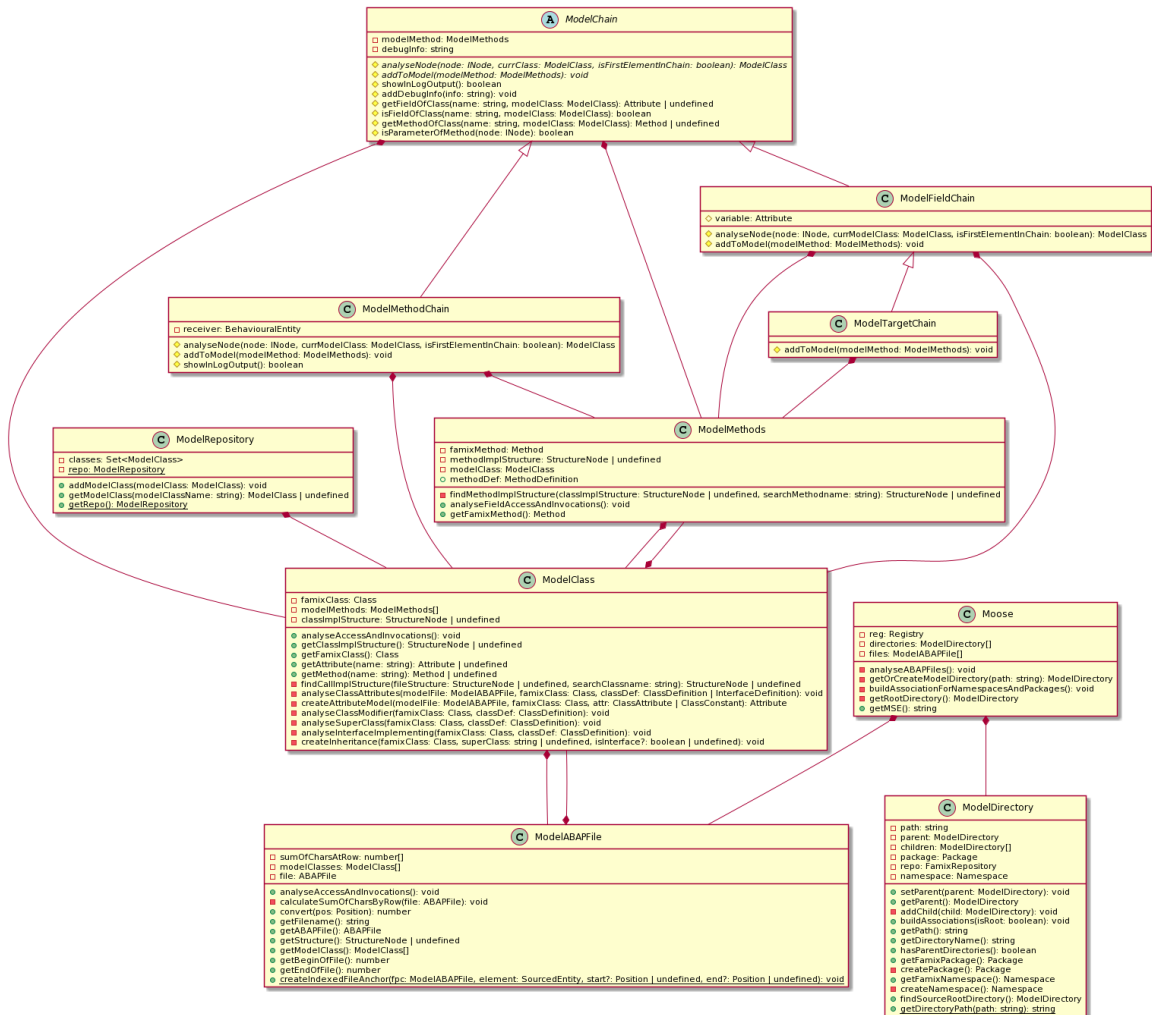 A ModelChain
modelMethod: ModelMethods
debugInfo: string
analyseNode(node: INode, currClass: ModelClass, isFirstElementInChain: boolean): ModelClass
addToModel(modelMethod: ModelMethods): void
showInLogOutput(): boolean
addDebugInfo(info: string): void
getFieldOfClass(name: string, modelClass: ModelClass): Attribute | undefined
isFieldOfClass(name: string, modelClass: ModelClass): boolean
getMethodOfClass(name: string, modelClass: ModelClass): Method | undefined
isParameterOfMethod(node: INode): boolean
C ModelFieldChain
variable: Attribute
analyseNode(node: INode, currModelClass: ModelClass, isFirstElementInChain: boolean): ModelClass
addToModel(modelMethod: ModelMethods): void
C ModelMethodChain
receiver: BehaviouralEntity
analyseNode(node: INode, currModelClass: ModelClass, isFirstElementInChain: boolean): ModelClass
addToModel(modelMethod: ModelMethods): void
showInLogOutput(): boolean
C ModelTargetChain
addToModel(modelMethod: ModelMethods): void
C ModelRepository
classes: Set<ModelClass>
repo: ModelRepository
addModelClass(modelClass: ModelClass): void
getModelClass(modelClassName: string): ModelClass | undefined
getRepo(): ModelRepository
C ModelMethods
famixMethod: Method
methodImplStructure: StructureNode | undefined
modelClass: ModelClass
methodDef: MethodDefinition
findMethodImplStructure(classImplStructure: StructureNode | undefined, searchMethodname: string): StructureNode | undefined
analyseFieldAccessAndInvocations(): void
getFamixMethod(): Method
C ModelClass
famixClass: Class
modelMethods: ModelMethods[]
classImplStructure: StructureNode | undefined
analyseAccessAndInvocations(): void
getClassImplStructure(): StructureNode | undefined
getFamixClass(): Class
getAttribute(name: string): Attribute | undefined
getMethod(name: string): Method | undefined
findCallImplStructure(fileStructure: StructureNode | undefined, searchClassname: string): StructureNode | undefined
analyseClassAttributes(modelFile: ModelABAPFile, famixClass: Class, classDef: ClassDefinition | InterfaceDefinition): void
createAttributeModel(modelFile: ModelABAPFile, famixClass: Class, attr: ClassAttribute | ClassConstant): Attribute
analyseClassModifier(famixClass: Class, classDef: ClassDefinition): void
analyseSuperClass(famixClass: Class, classDef: ClassDefinition): void
analyseInterfaceImplementing(famixClass: Class, classDef: ClassDefinition): void
createInheritance(famixClass: Class, superClass: string | undefined, isInterface?: boolean | undefined): void
C Moose
reg: Registry
directories: ModelDirectory[]
files: ModelABAPFile[]
analyseABAPFiles(): void
getOrCreateModelDirectory(path: string): ModelDirectory
buildAssociationForNamespacesAndPackages(): void
getRootDirectory(): ModelDirectory
getMSE(): string
C ModelABAPFile
sumOfCharsAtRow: number[]
modelClasses: ModelClass[]
file: ABAPFile
analyseAccessAndInvocations(): void
calculateSumOfCharsByRow(file: ABAPFile): void
convert(pos: Position): number
getFilename(): string
getABAPFile(): ABAPFile
getStructure(): StructureNode | undefined
getModelClass(): ModelClass[]
getBeginOfFile(): number
getEndOfFile(): number
createIndexedFileAnchor(fpc: ModelABAPFile, element: SourcedEntity, start?: Position | undefined, end?: Position | undefined): void
C ModelDirectory
path: string
parent: ModelDirectory
children: ModelDirectory[]
package: Package
repo: FamixRepository
namespace: Namespace
setParent(parent: ModelDirectory): void
getParent(): ModelDirectory
addChild(child: ModelDirectory): void
buildAssociations(isRoot: boolean): void
getPath(): string
getDirectoryName(): string
hasParentDirectories(): boolean
getFamixPackage(): Package
createPackage(): Package
getFamixNamespace(): Namespace
createNamespace(): Namespace
findSourceRootDirectory(): ModelDirectory
getDirectoryPath(path: string): string